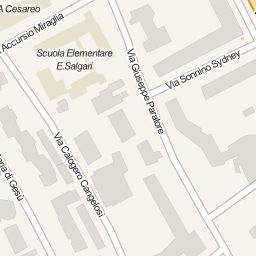 A Cesareo
Accursio Miraglia
Scuola Elementare
E.Salgari
Via Giuseppe Paratore
Via Sonnino Sydney
Via Calogero Cangelosi
di Gesù